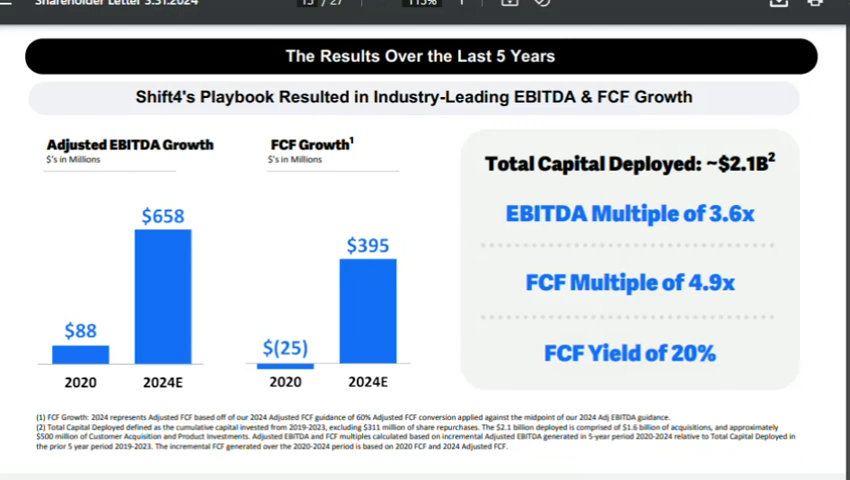 Shareholder Letter 3.31.2024
15 / 27
115%
The Results Over the Last 5 Years
Shift4's Playbook Resulted in Industry-Leading EBITDA & FCF Growth
Adjusted EBITDA Growth
$'s in Millions
FCF Growth¹
$'s in Millions
$658
$88
2020
2024E
$395
$(25)
2020
2024E
Total Capital Deployed: ~$2.1B²
EBITDA Multiple of 3.6x
FCF Multiple of 4.9x
FCF Yield of 20%
(1) FCF Growth: 2024 represents Adjusted FCF based off of our 2024 Adjusted FCF guidance of 60% Adjusted FCF conversion applied against the midpoint of our 2024 Adj EBITDA guidance.
(2) Total Capital Deployed defined as the cumulative capital invested from 2019-2023, excluding $311 million of share repurchases. The $2.1 billion deployed is comprised of $1.6 billion of acquisitions, and approximately
$500 million of Customer Acquisition and Product Investments. Adjusted EBITDA and FCF multiples calculated based on incremental Adjusted EBITDA generated in 5-year period 2020-2024 relative to Total Capital Deployed in
the prior 5 year period 2019-2023. The incremental FCF generated over the 2020-2024 period is based on 2020 FCF and 2024 Adjusted FCF.